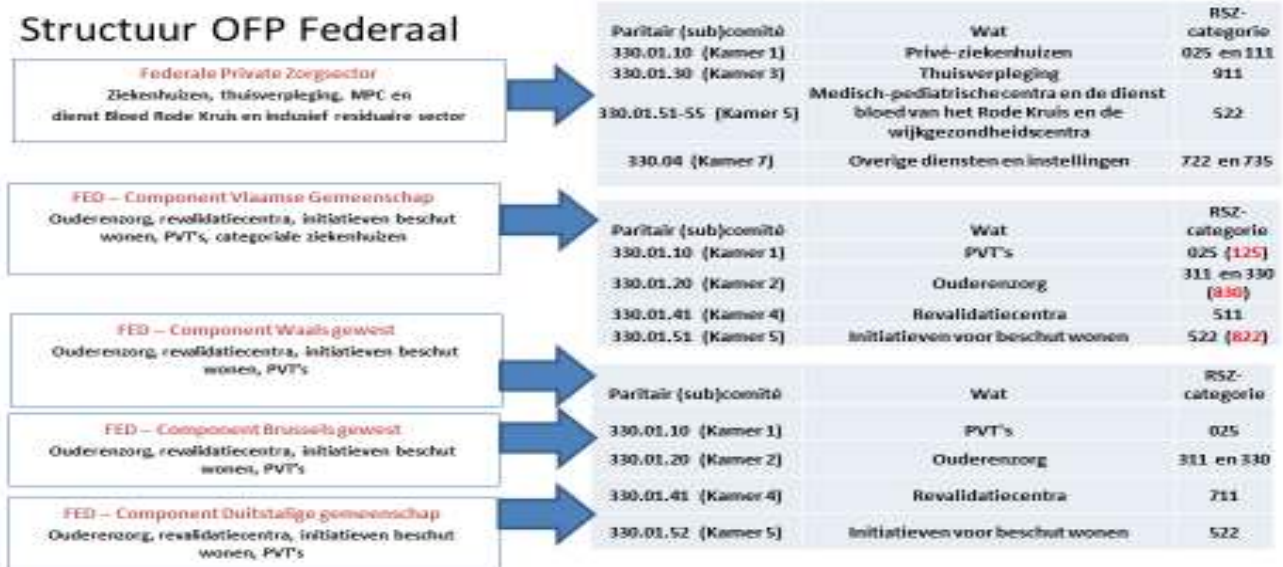 Structuur OFP Federaal
Federale Private Zorgsector
Ziekenhuizen, thuisverpleging, MPC en
dienst Bloed Rode Kruis en inclusief residuaire sector
FED – Component Vlaamse Gemeenschap
Ouderenzorg, revalidatiecentra, initiatieven beschut
wonen, PVT's, categoriale ziekenhuizen
FED – Component Waals gewest
Ouderenzorg, revalidatiecentra, initiatieven beschut
wonen, PVT's
FED – Component Brussels gewest
Ouderenzorg, revalidatiecentra, initiatieven beschut
wonen, PVT's
FED – Component Duitstalige gemeenschap
Ouderenzorg, revalidatiecentra, initiatieven beschut
wonen, PVT's
Paritair (sub)comité Wat RSZ-
categorie
330.01.10 (Kamer 1) Privé-ziekenhuizen 025 en 111
330.01.30 (Kamer 3) Thuisverpleging 911
Medisch-pediatrischecentra en de dienst
330.01.51-55 (Kamer 5) bloed van het Rode Kruis en de 522
wijkgezondheidscentra
330.04 (Kamer 7) Overige diensten en instellingen 722 en 735
Paritair (sub)comité Wat RSZ-
categorie
330.01.10 (Kamer 1) PVT's 025 (125)
330.01.20 (Kamer 2) Ouderenzorg 311 en 330
(830)
330.01.41 (Kamer 4) Revalidatiecentra 511
330.01.51 (Kamer 5) Initiatieven voor beschut wonen 522 (822)
Paritair (sub)comité Wat RSZ-
categorie
330.01.10 (Kamer 1) PVT's 025
330.01.20 (Kamer 2) Ouderenzorg 311 en 330
330.01.41 (Kamer 4) Revalidatiecentra 711
330.01.52 (Kamer 5) Initiatieven voor beschut wonen 522